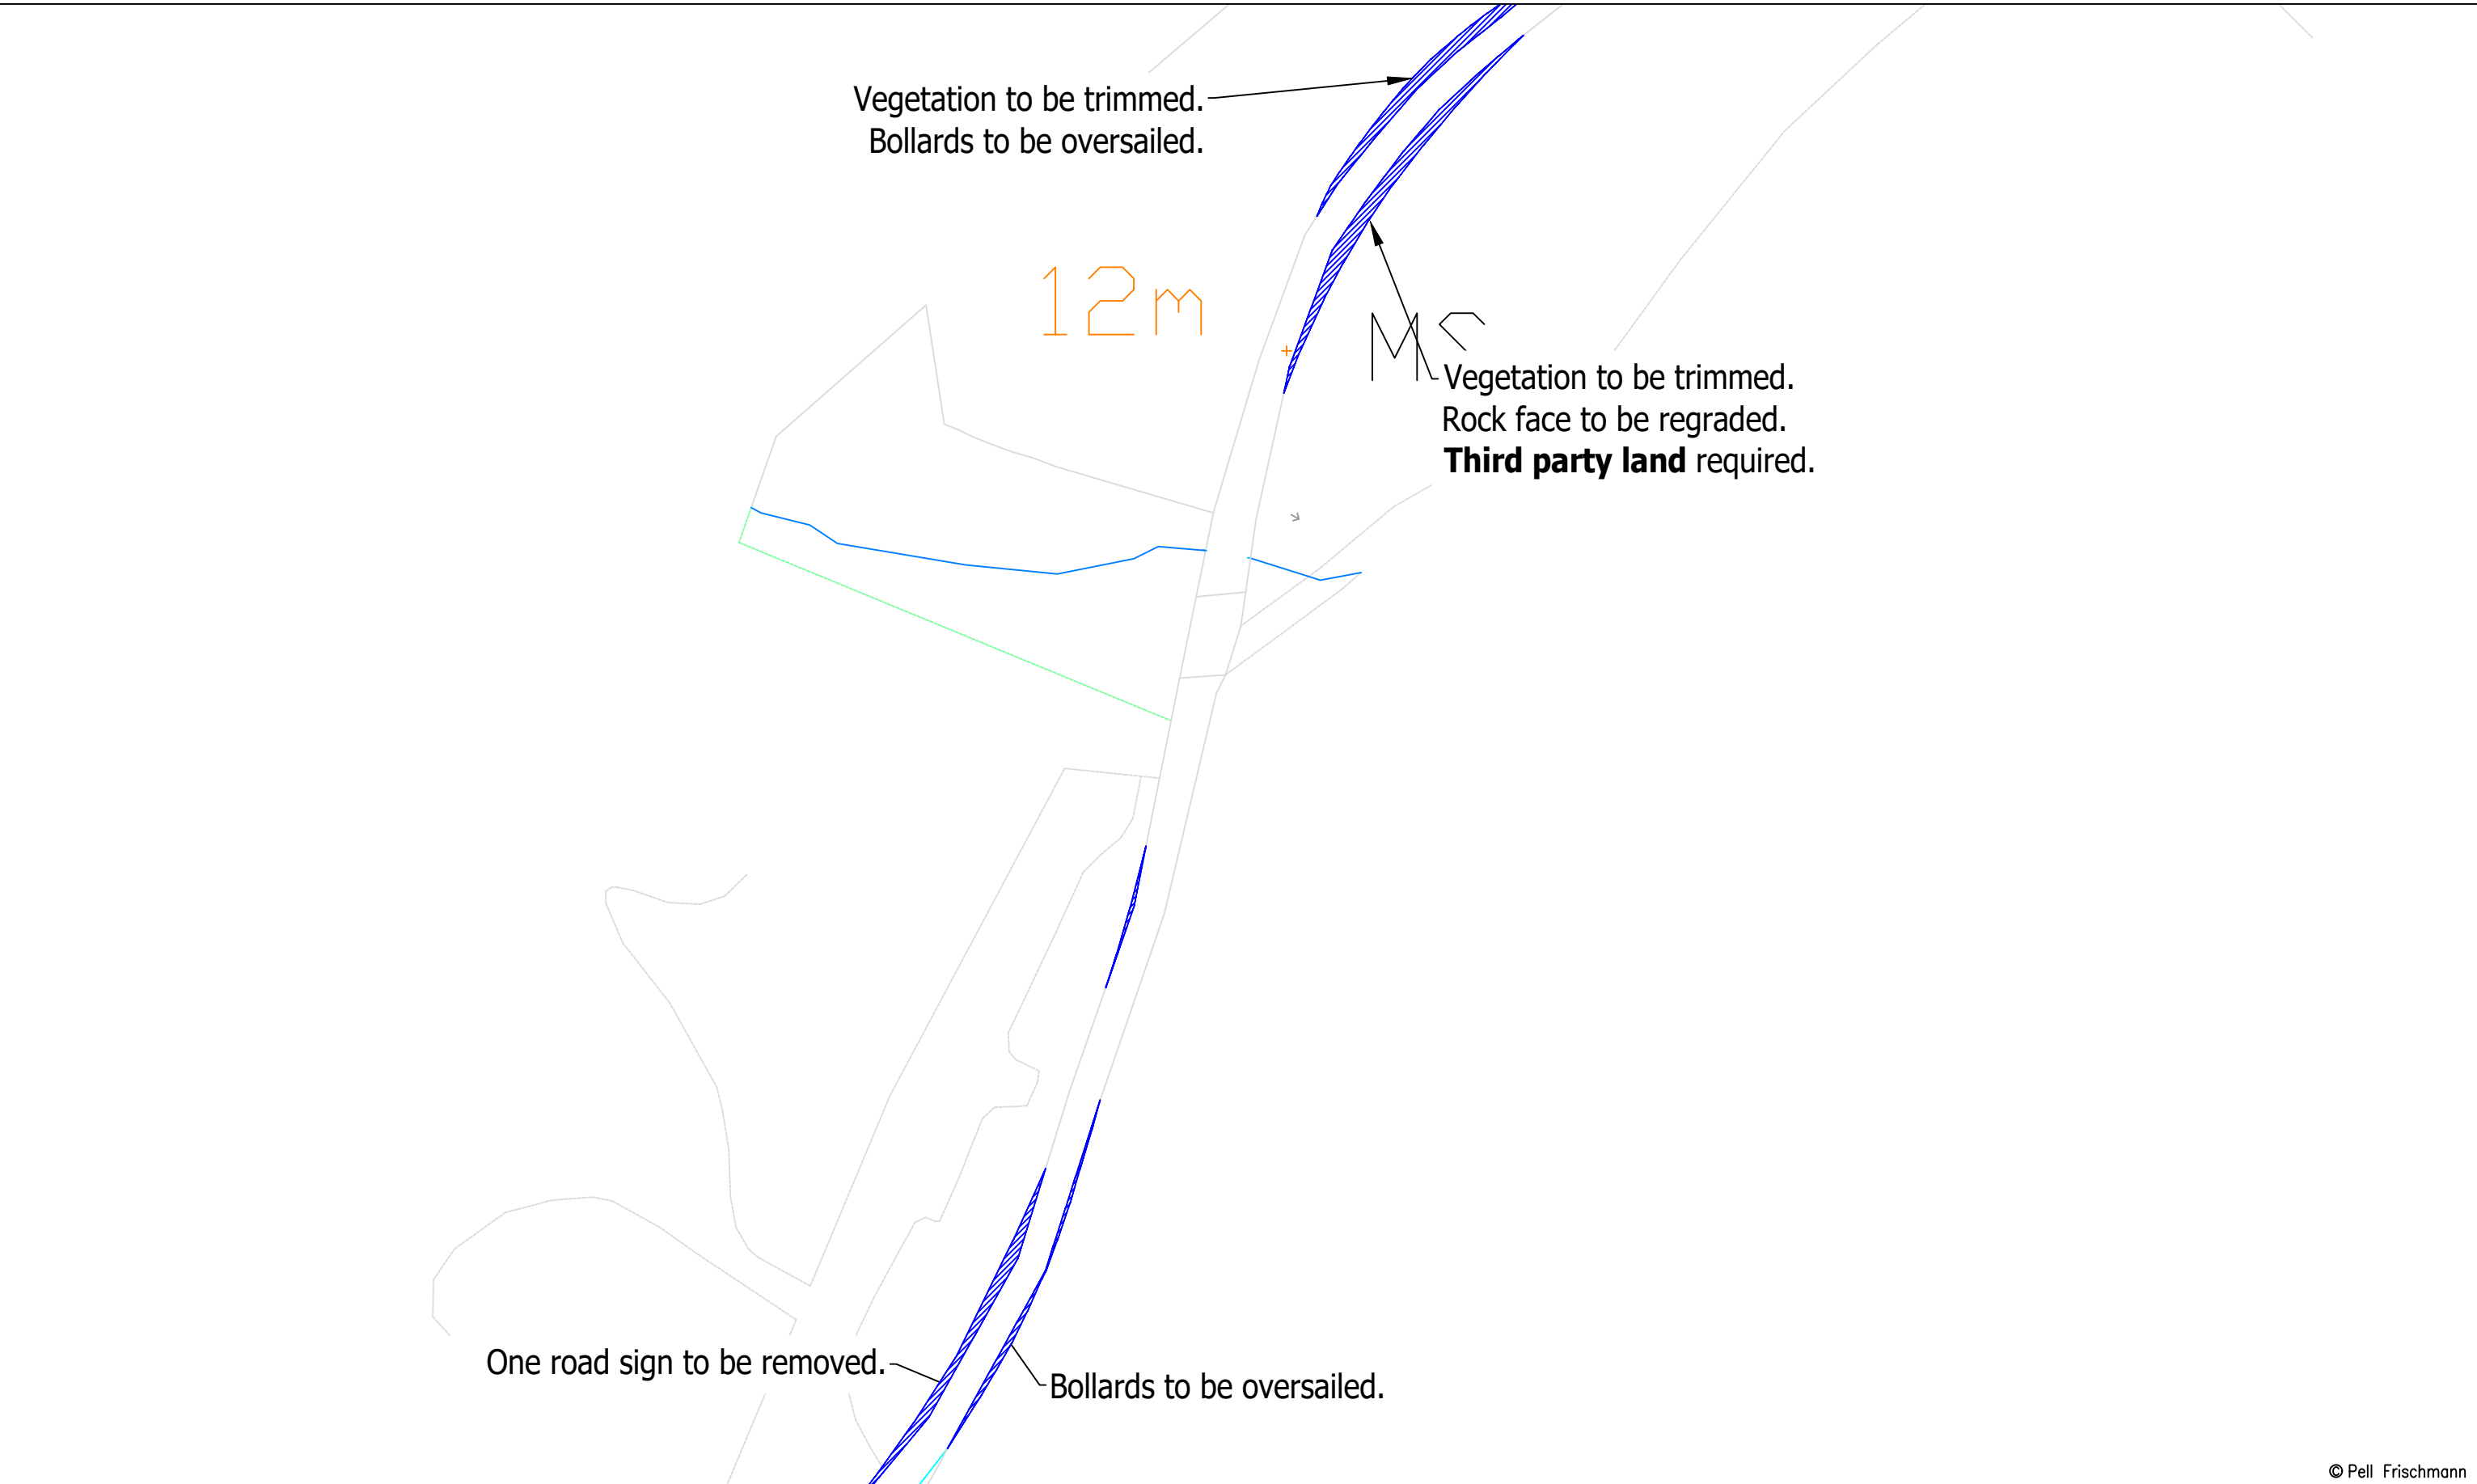 Vegetation to be trimmed.
Bollards to be oversailed.
12m
MS
Vegetation to be trimmed.
Rock face to be regraded.
Third party land required.
One road sign to be removed.
Bollards to be oversailed.
© Pell Frischmann